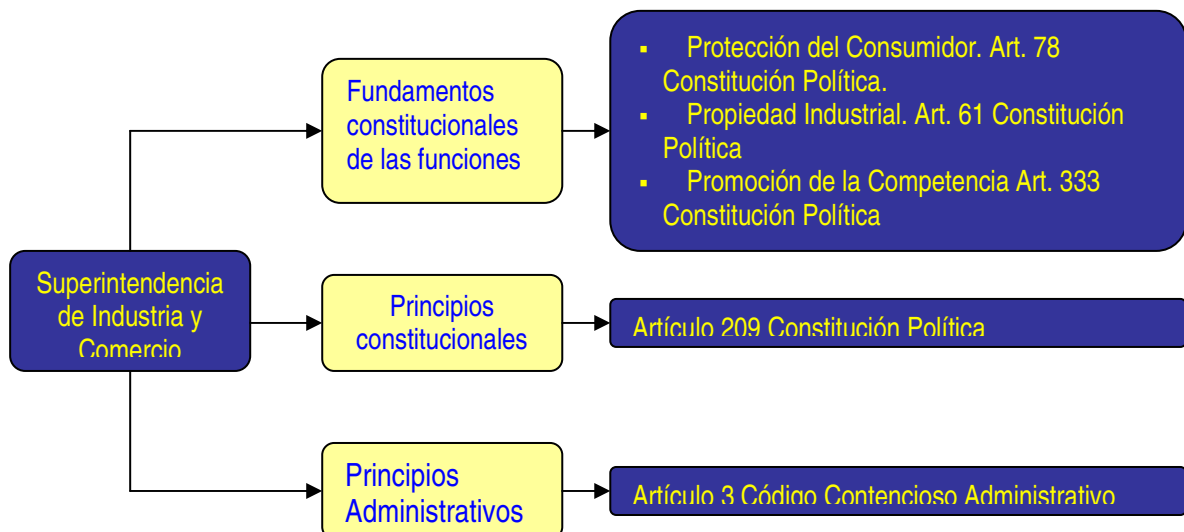 ▪ Protección del Consumidor. Art. 78
Constitución Política.
▪ Propiedad Industrial. Art. 61 Constitución
Política
▪ Promoción de la Competencia Art. 333
Constitución Política
Fundamentos
constitucionales
de las funciones
Superintendencia
de Industria y
Comercio
Principios
constitucionales
Artículo 209 Constitución Política
Principios
Administrativos
Artículo 3 Código Contencioso Administrativo